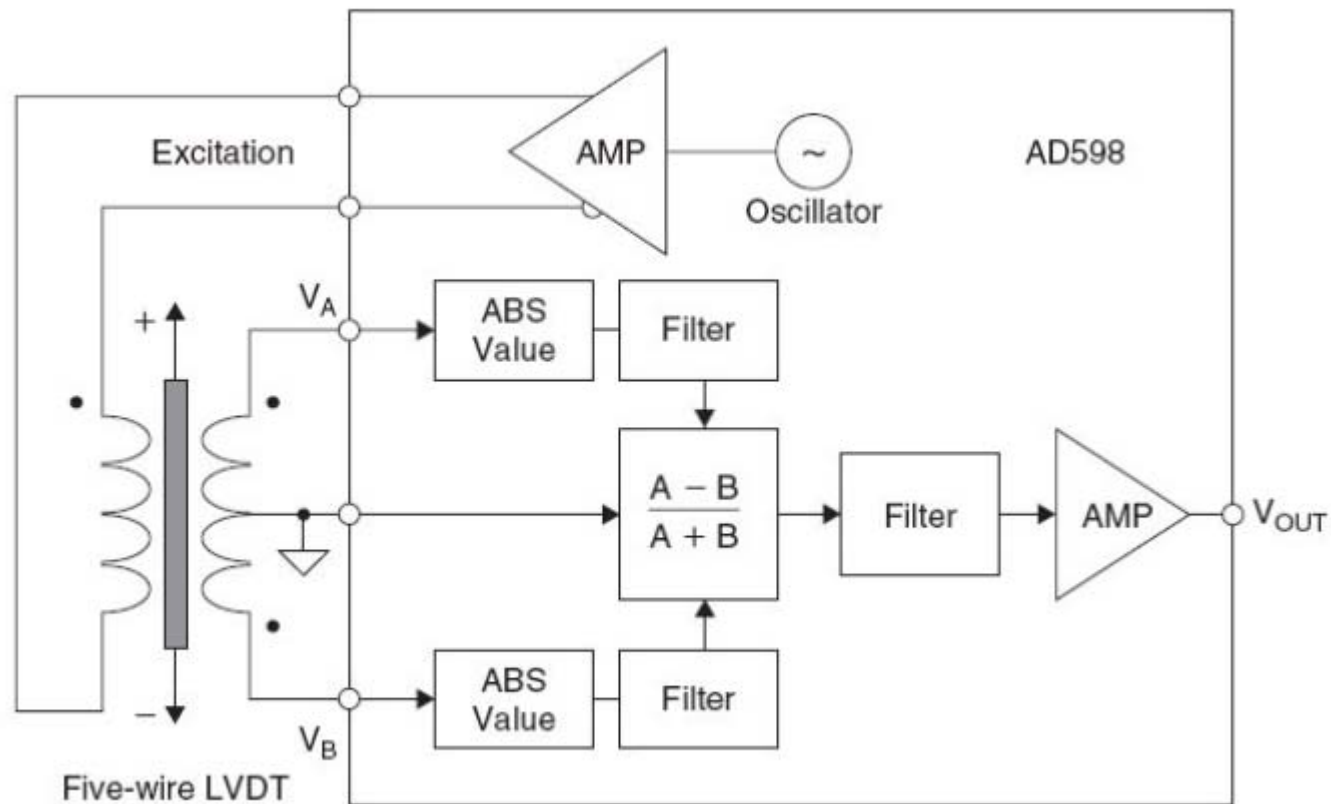 Excitation
AMP
~
Oscillator
AD598
V_A
ABS
Value
Filter
+
A − B
A + B
Filter
AMP
V_OUT
−
ABS
Value
Filter
V_B
Five-wire LVDT